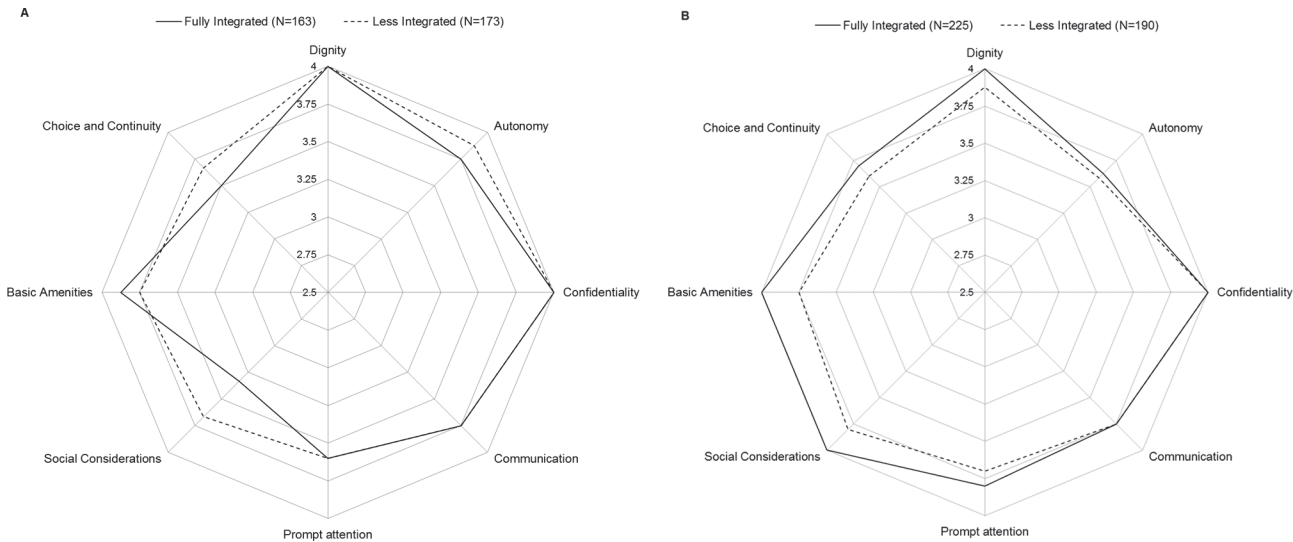 A
Fully Integrated (N=163) Less Integrated (N=173)
Dignity
4
3.75
3.5
3.25
3
2.75
2.5
Autonomy
Confidentiality
Communication
Prompt attention
Social Considerations
Basic Amenities
Choice and Continuity
B
Fully Integrated (N=225) Less Integrated (N=190)
Dignity
4
3.75
3.5
3.25
3
2.75
2.5
Autonomy
Confidentiality
Communication
Prompt attention
Social Considerations
Basic Amenities
Choice and Continuity